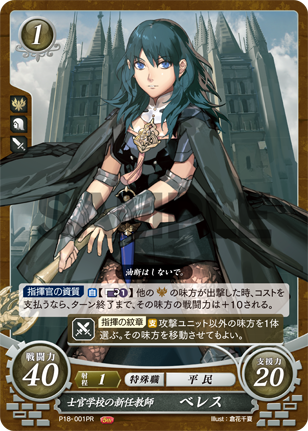 1
油断はしないで。
指揮官の資質 自 [1] 他の の味方が出撃した時、コストを
支払うなら、ターン終了まで、その味方の戦闘力は+10される。
指揮の紋章 支 攻撃ユニット以外の味方を1体
選ぶ。その味方を移動させてもよい。
戦闘力
40
射程 1 特殊職 平民
支援力
20
士官学校の新任教師 ベレス
P18-001PR Illust:倉花千夏